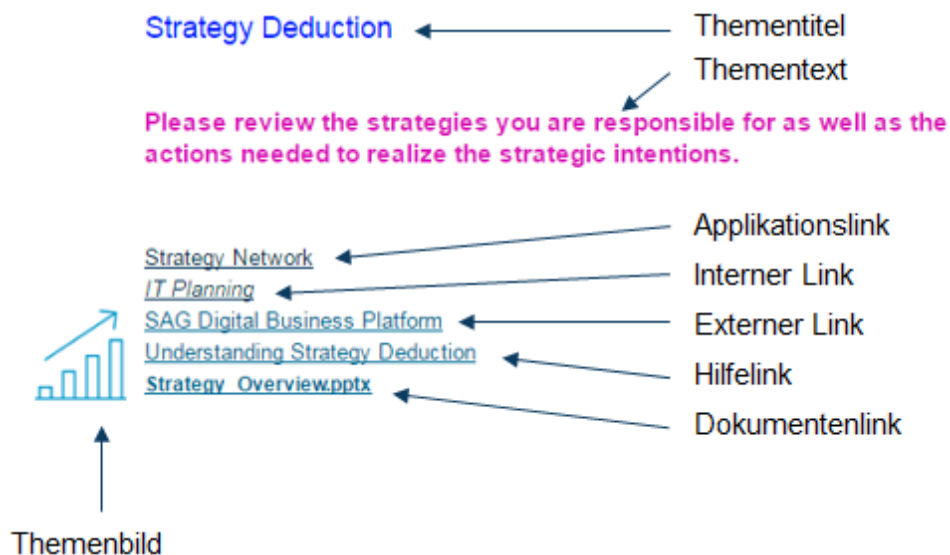 Strategy Deduction
Thementitel
Thementext
Please review the strategies you are responsible for as well as the
actions needed to realize the strategic intentions.
Applikationslink
Strategy Network
Interner Link
IT Planning
SAG Digital Business Platform
Externer Link
Understanding Strategy Deduction
Hilfelink
Strategy_Overview.pptx
Dokumentenlink
Themenbild